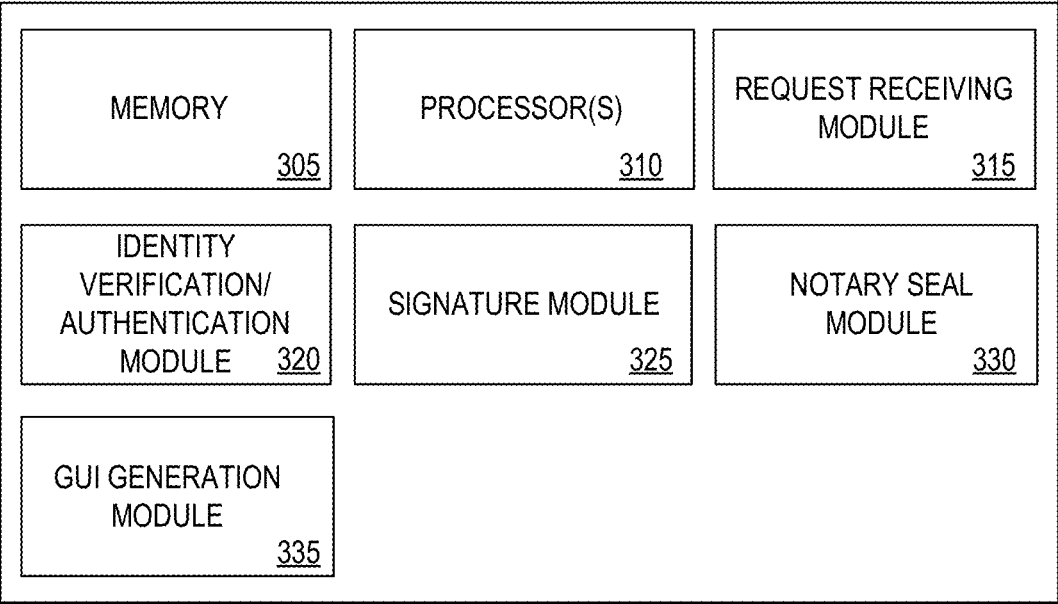 MEMORY
305
PROCESSOR(S)
310
REQUEST RECEIVING
MODULE
315
IDENTITY
VERIFICATION/
AUTHENTICATION
MODULE 320
SIGNATURE MODULE
325
NOTARY SEAL
MODULE
330
GUI GENERATION
MODULE
335